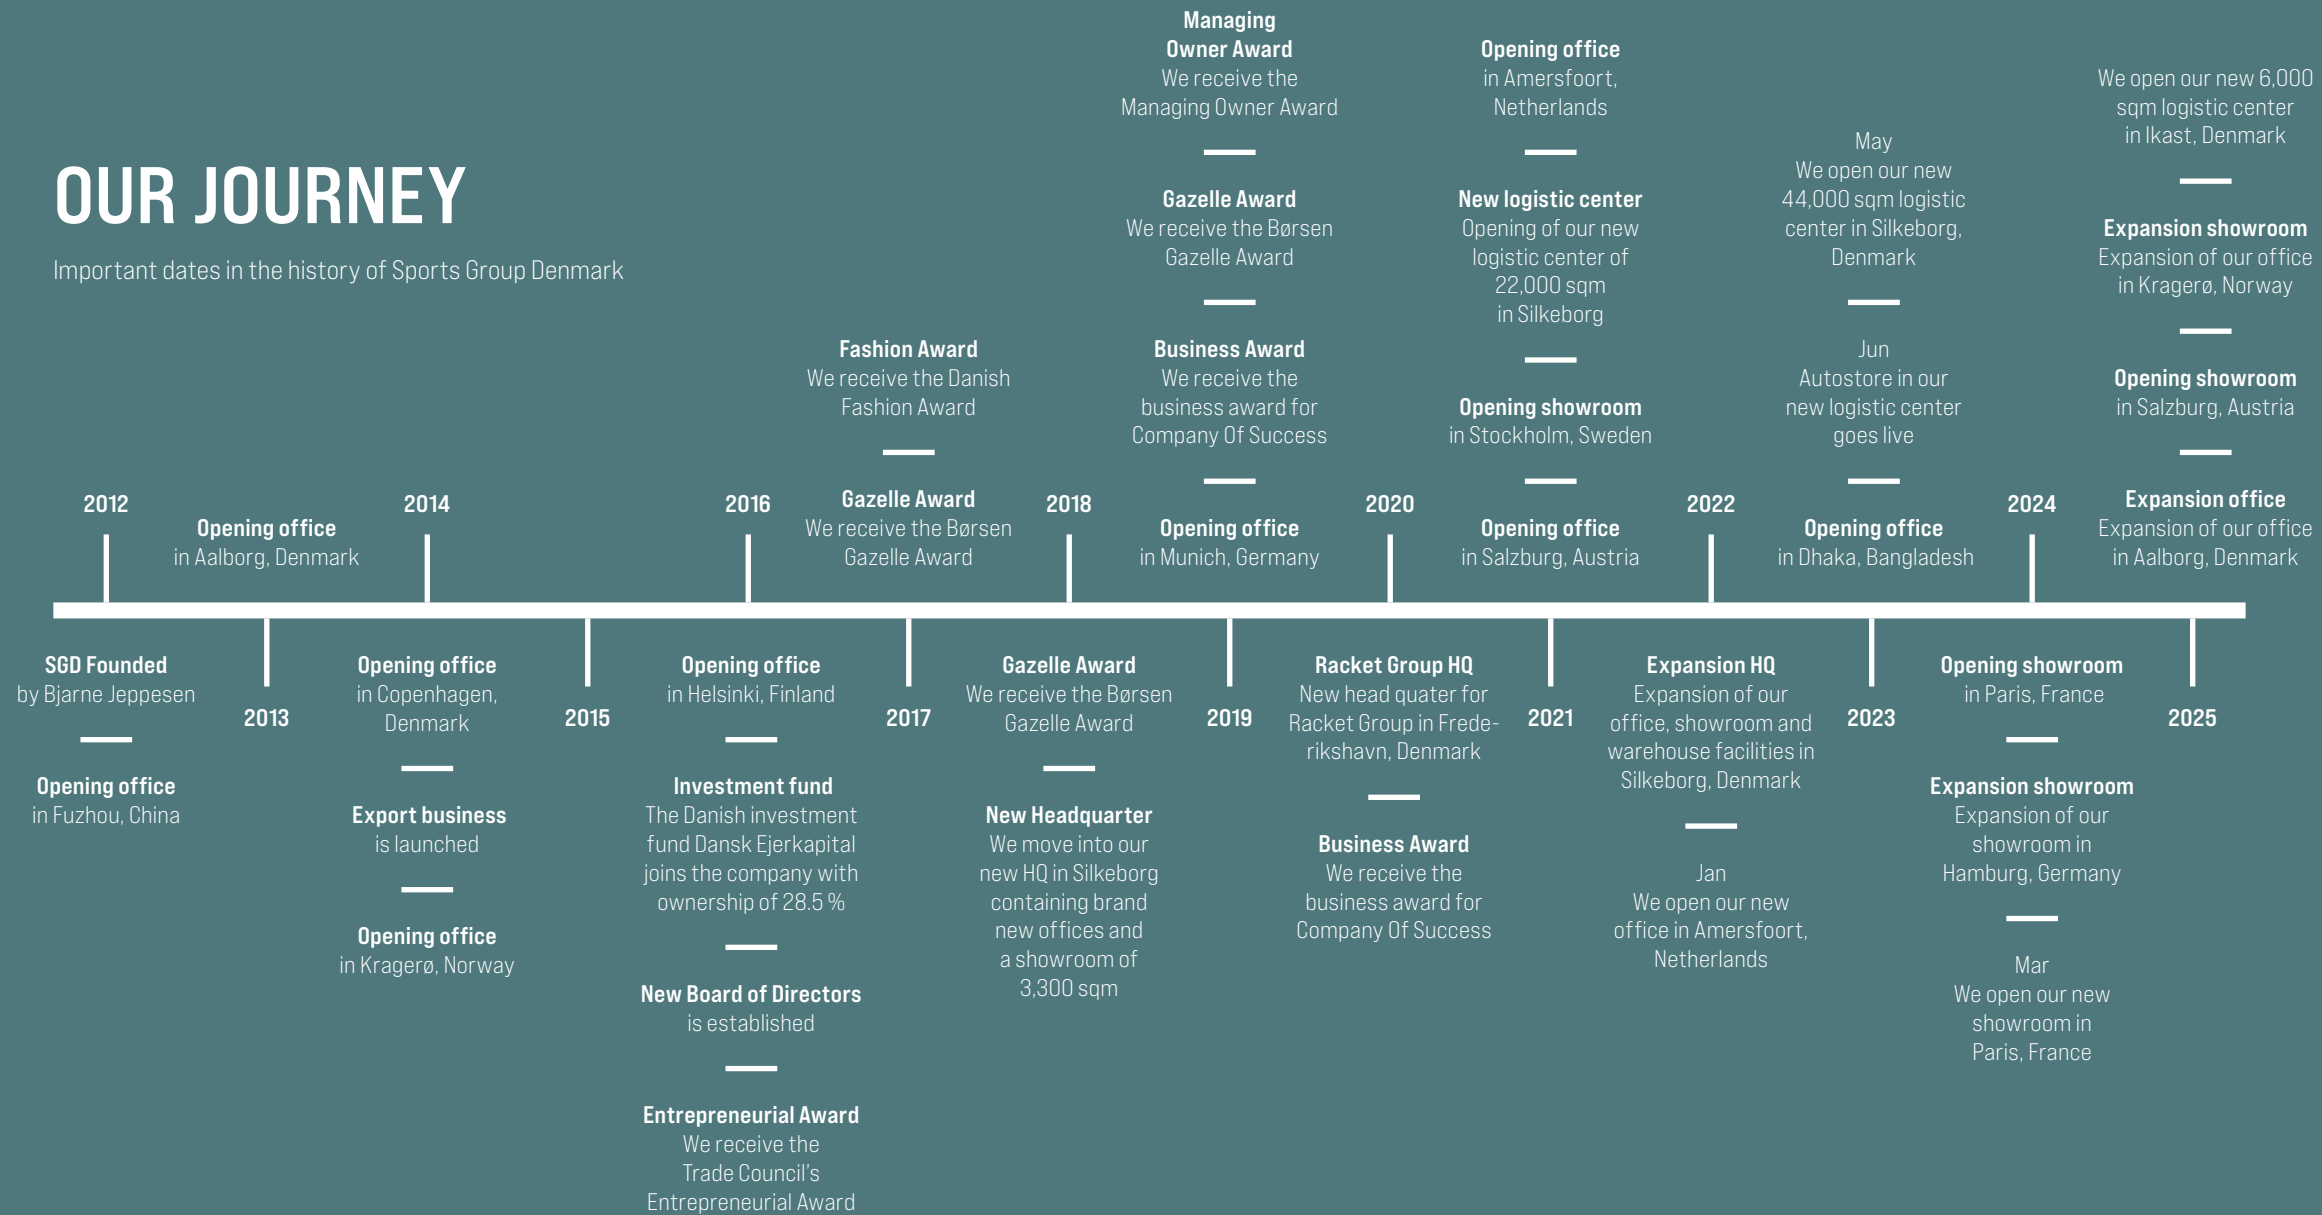 OUR JOURNEY
Important dates in the history of Sports Group Denmark
2012
SGD Founded
by Bjarne Jeppesen
Opening office
in Fuzhou, China
2013
Opening office
in Aalborg, Denmark
2014
Opening office
in Copenhagen,
Denmark
Export business
is launched
Opening office
in Kragerø, Norway
2015
2016
Opening office
in Helsinki, Finland
Investment fund
The Danish investment
fund Dansk Ejerkapital
joins the company with
ownership of 28.5 %
New Board of Directors
is established
Entrepreneurial Award
We receive the
Trade Council's
Entrepreneurial Award
2017
Fashion Award
We receive the Danish
Fashion Award
Gazelle Award
We receive the Børsen
Gazelle Award
2018
Gazelle Award
We receive the Børsen
Gazelle Award
New Headquarter
We move into our
new HQ in Silkeborg
containing brand
new offices and
a showroom of
3,300 sqm
2019
Managing
Owner Award
We receive the
Managing Owner Award
Gazelle Award
We receive the Børsen
Gazelle Award
Business Award
We receive the
business award for
Company Of Success
Opening office
in Munich, Germany
2020
Racket Group HQ
New head quater for
Racket Group in Frede-
rikshavn, Denmark
Business Award
We receive the
business award for
Company Of Success
2021
Opening office
in Amersfoort,
Netherlands
New logistic center
Opening of our new
logistic center of
22,000 sqm
in Silkeborg
Opening showroom
in Stockholm, Sweden
Opening office
in Salzburg, Austria
2022
Expansion HQ
Expansion of our
office, showroom and
warehouse facilities in
Silkeborg, Denmark
Jan
We open our new
office in Amersfoort,
Netherlands
2023
May
We open our new
44,000 sqm logistic
center in Silkeborg,
Denmark
Jun
Autostore in our
new logistic center
goes live
Opening office
in Dhaka, Bangladesh
2024
Opening showroom
in Paris, France
Expansion showroom
Expansion of our
showroom in
Hamburg, Germany
Mar
We open our new
showroom in
Paris, France
2025
We open our new 6,000
sqm logistic center
in Ikast, Denmark
Expansion showroom
Expansion of our office
in Kragerø, Norway
Opening showroom
in Salzburg, Austria
Expansion office
Expansion of our office
in Aalborg, Denmark